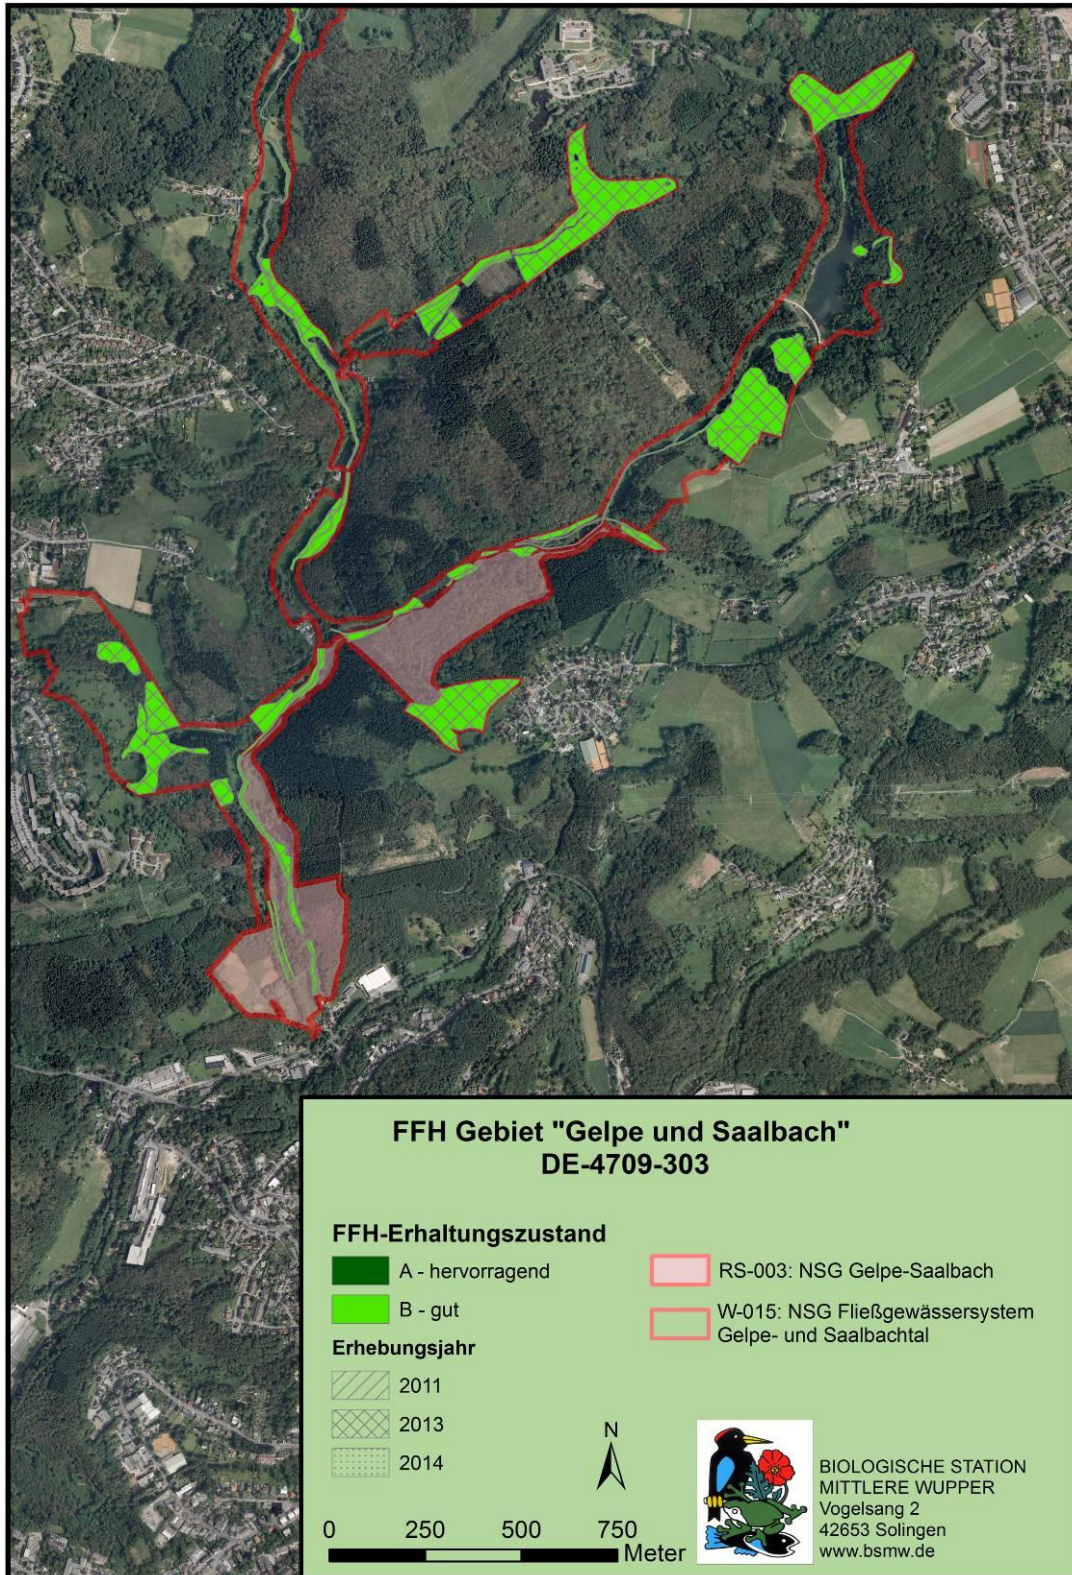 FFH Gebiet "Gelpe und Saalbach"
DE-4709-303
FFH-Erhaltungszustand
A - hervorragend
B - gut
Erhebungsjahr
2011
2013
2014
RS-003: NSG Gelpe-Saalbach
W-015: NSG Fließgewässersystem
Gelpe- und Saalbachtal
N
0 250 500 750 Meter
BIOLOGISCHE STATION
MITTLERE WUPPER
Vogelsang 2
42653 Solingen
www.bsmw.de